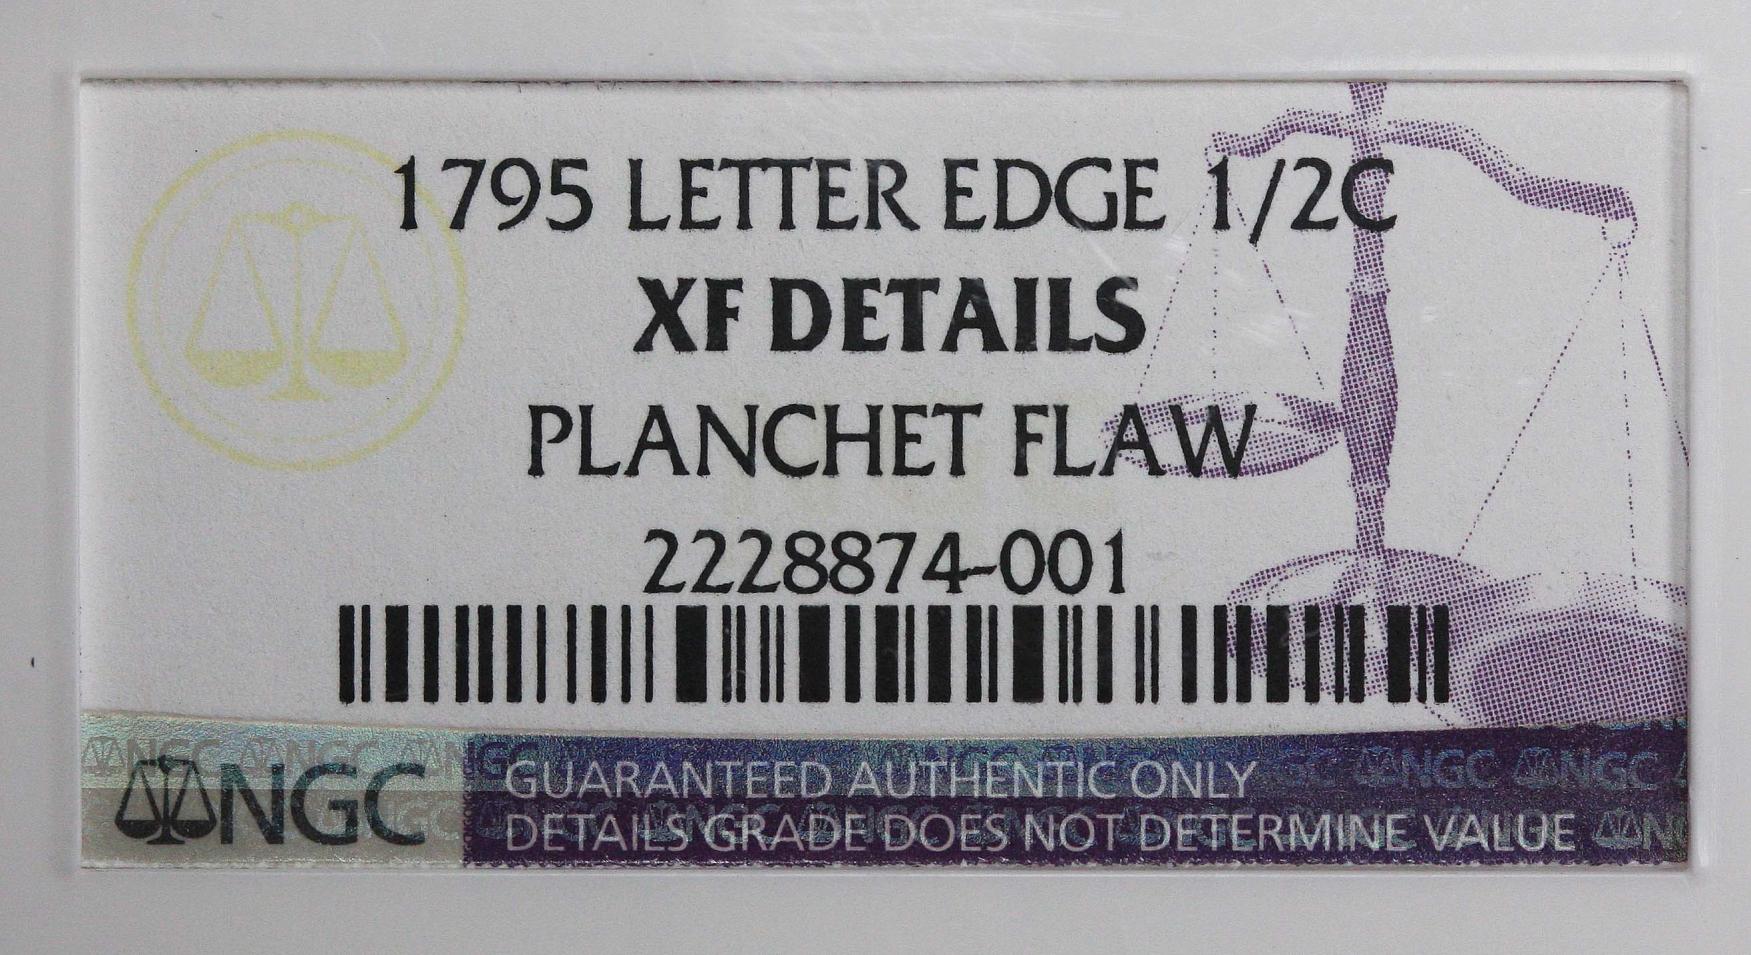 1795 LETTER EDGE 1/2C
XF DETAILS
PLANCHET FLAW
2228874-001
NGC
GUARANTEED AUTHENTIC ONLY
DETAILS GRADE DOES NOT DETERMINE VALUE